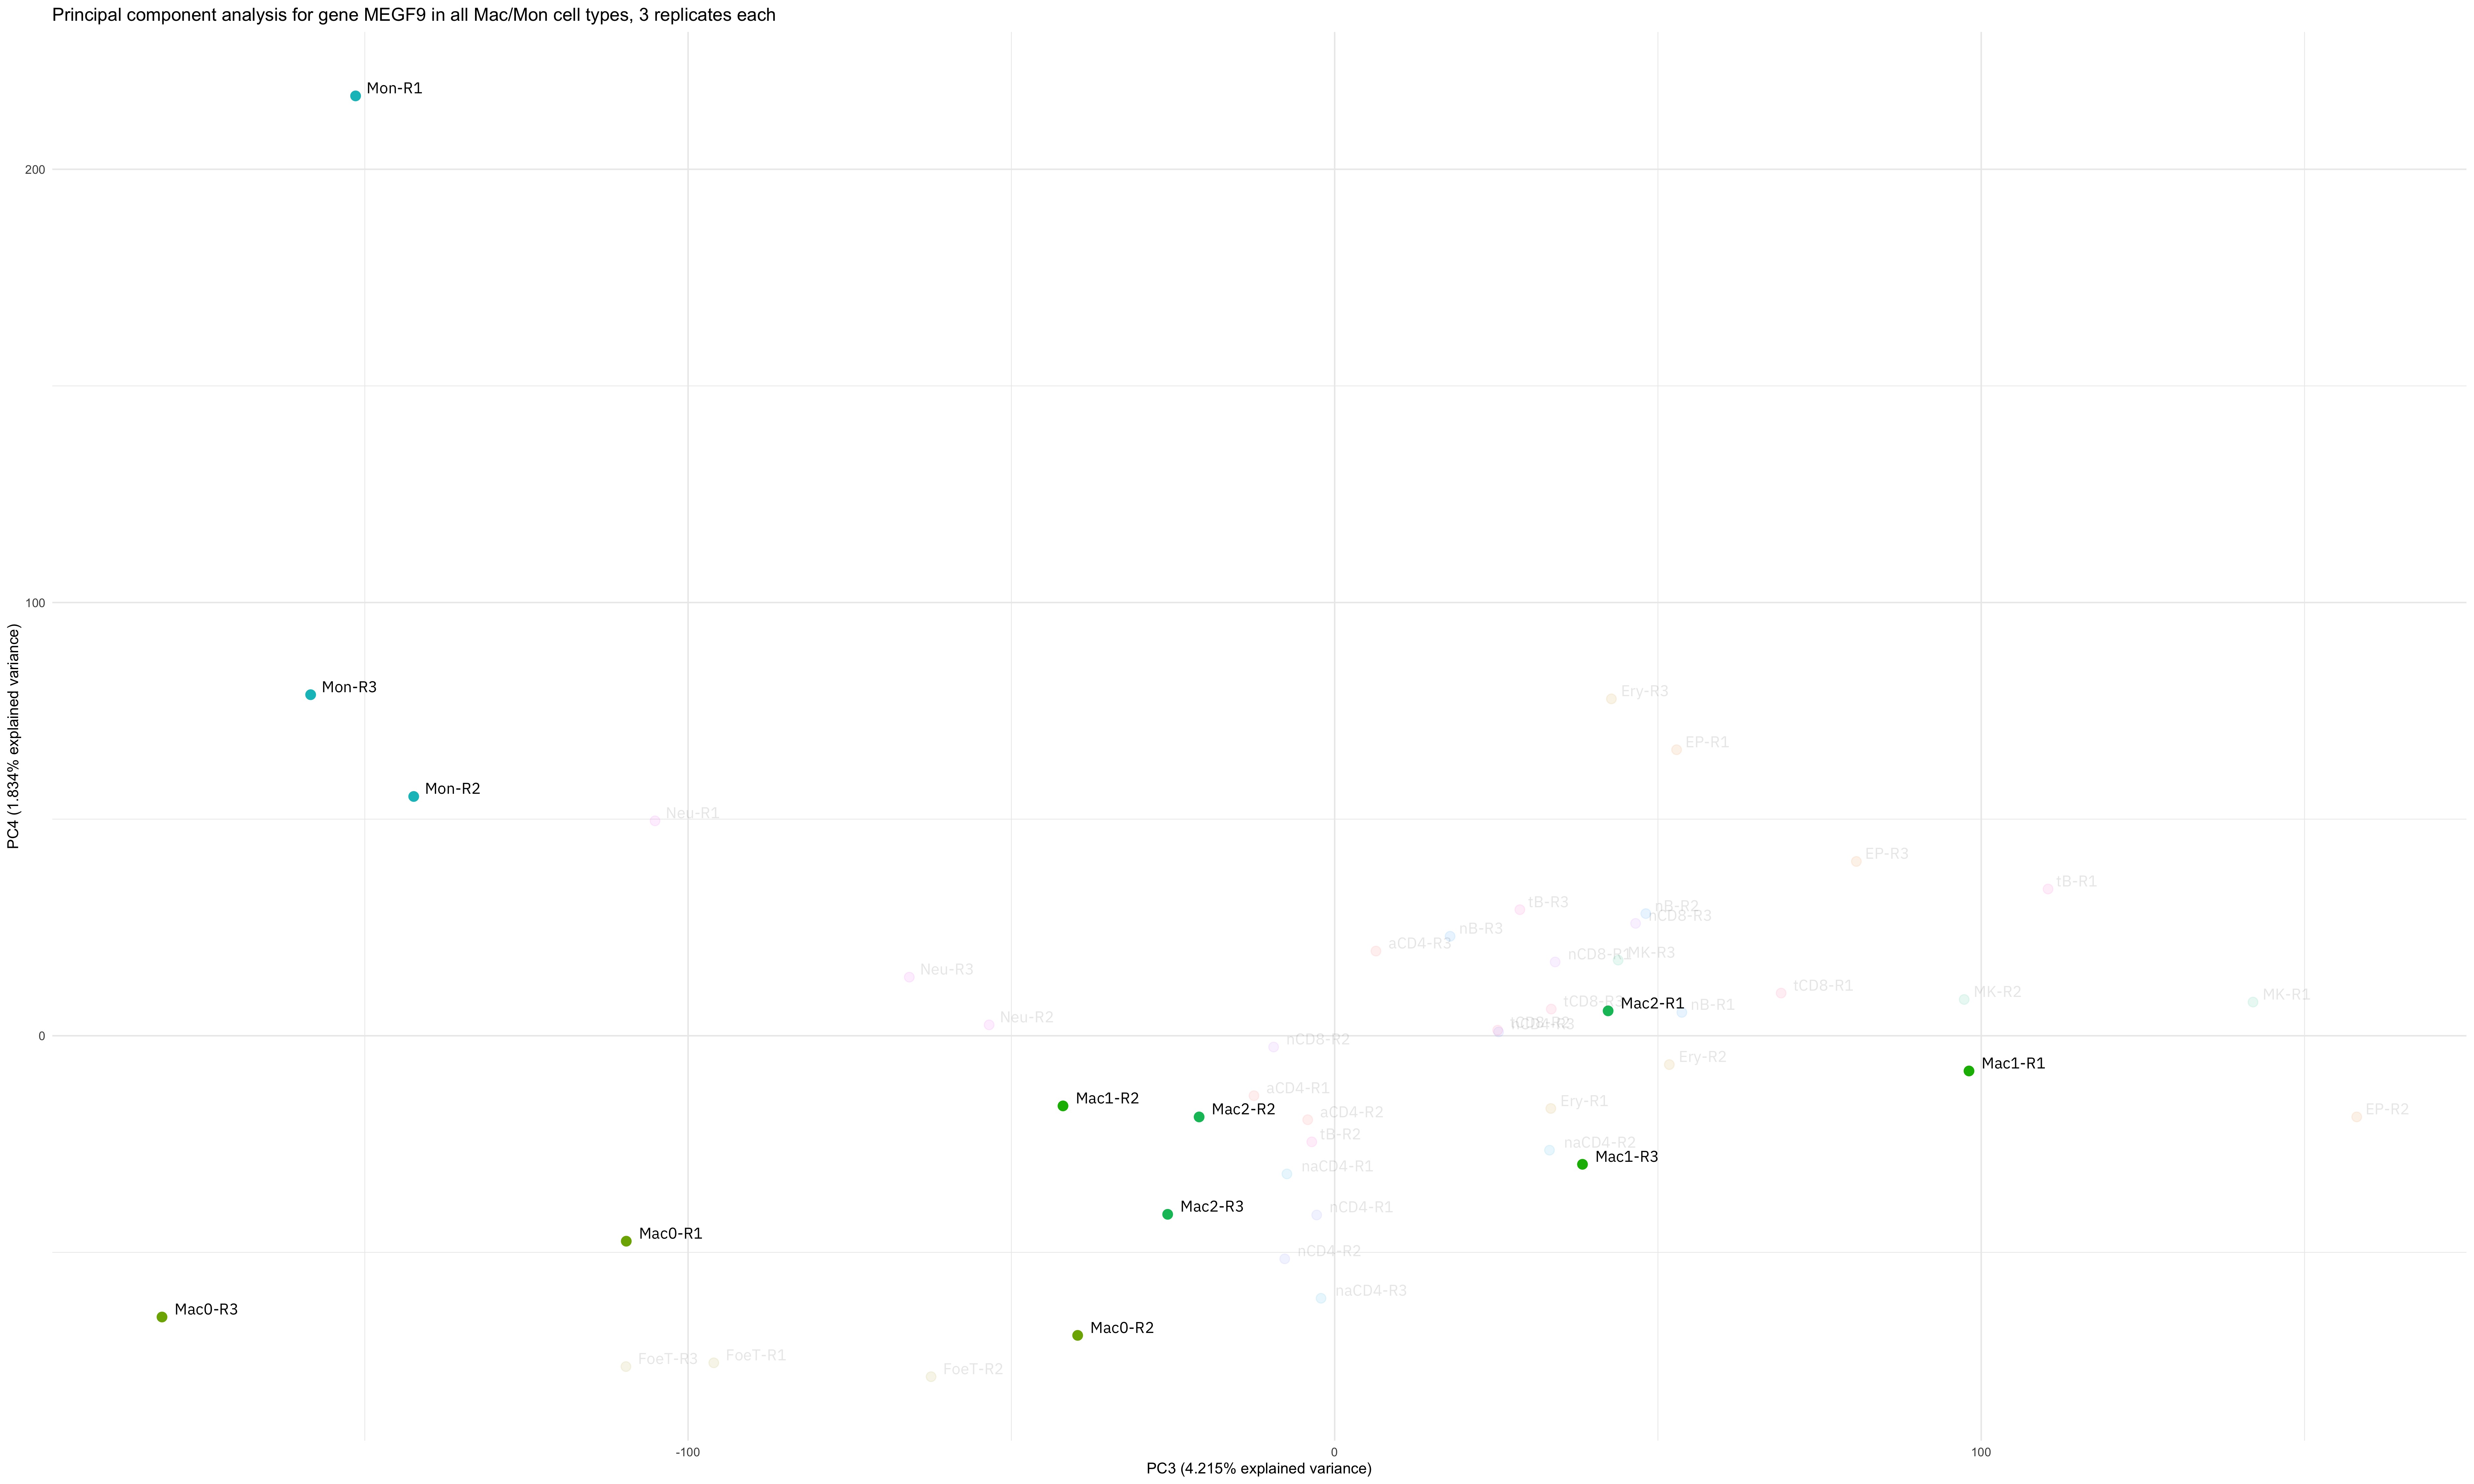 Principal component analysis for gene MEGF9 in all Mac/Mon cell types, 3 replicates each
Mon-R1
200
100
Mon-R3
Ery-R3
EP-R1
Mon-R2
Neu-R1
EP-R3
tB-R1
tB-R3
nB-R2
nCD8-R3
nB-R3
aCD4-R3
nCD8-R1
MK-R3
Neu-R3
tCD8-R1
MK-R2
MK-R1
tCD8-R3
Mac2-R1
nB-R1
Neu-R2
tCD8-R2
nCD4-R3
0
nCD8-R2
Ery-R2
Mac1-R1
aCD4-R1
Mac1-R2
Ery-R1
Mac2-R2
aCD4-R2
EP-R2
tB-R2
naCD4-R2
Mac1-R3
naCD4-R1
Mac2-R3
nCD4-R1
Mac0-R1
nCD4-R2
naCD4-R3
Mac0-R3
Mac0-R2
FoeT-R3
FoeT-R1
FoeT-R2
-100
0
100
PC3 (4.215% explained variance)
PC4 (1.834% explained variance)